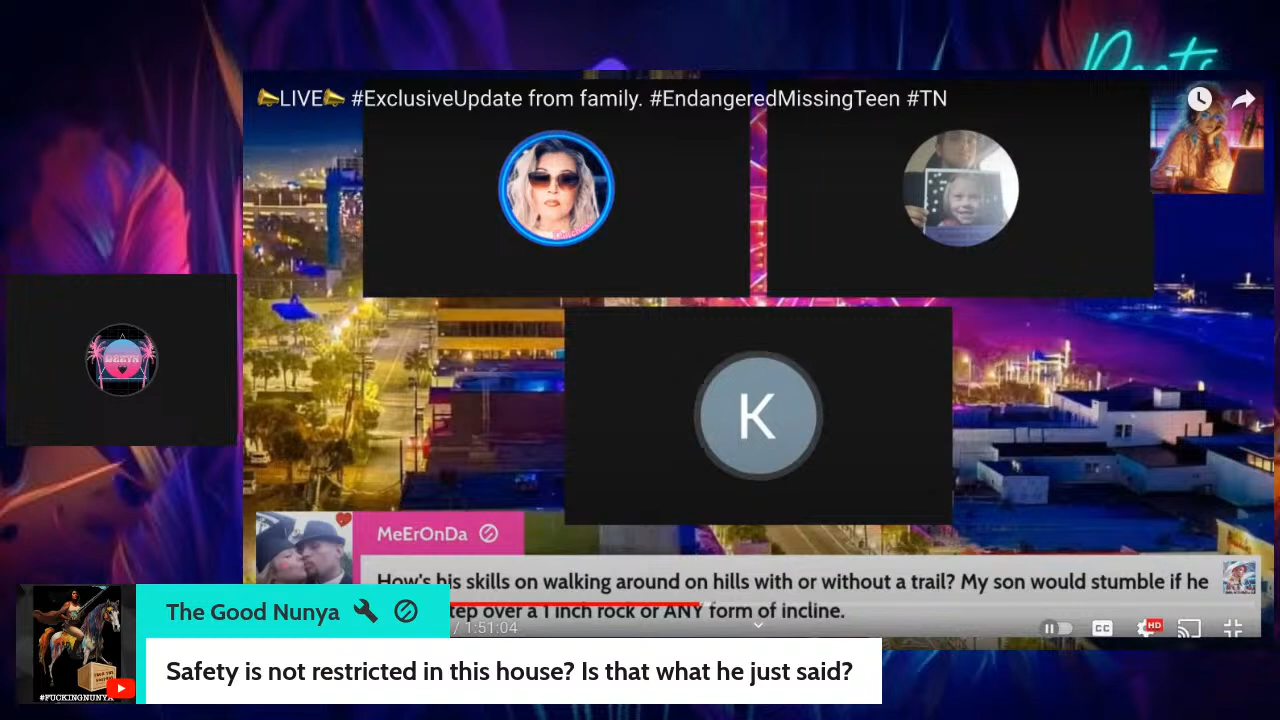 📣LIVE📣 #ExclusiveUpdate from family. #EndangeredMissingTeen #TN
K
MeErOnDa
How's his skills on walking around on hills with or without a trail? My son would stumble if he
tep over a 1 inch rock or ANY form of incline.
/ 1:51:04
CC
HD
The Good Nunya
Safety is not restricted in this house? Is that what he just said?
#FUCKINGNUNYA